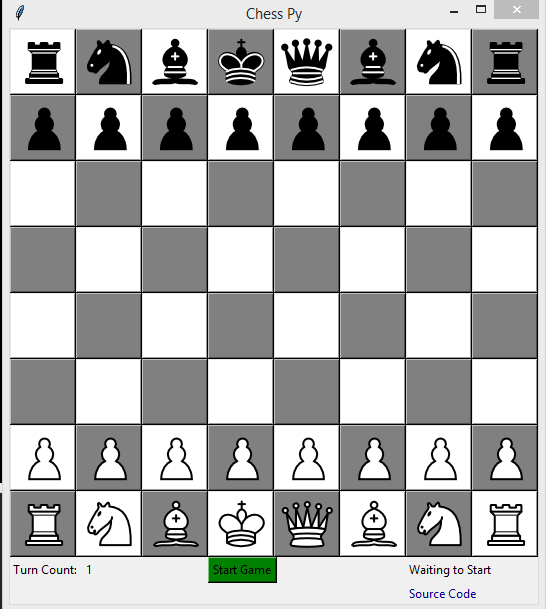 Chess Py
Turn Count: 1
Start Game
Waiting to Start
Source Code